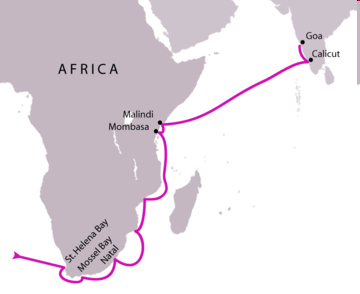 Goa
Calicut
AFRICA
Malindi
Mombasa
St. Helena Bay
Mossel Bay
Natal